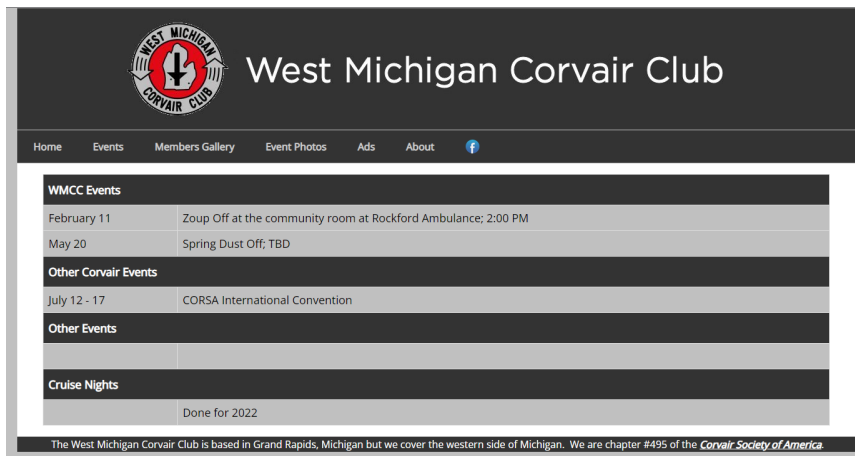 WEST MICHIGAN
CORVAIR CLUB
West Michigan Corvair Club
Home Events Members Gallery Event Photos Ads About f
WMCC Events
February 11 Zoup Off at the community room at Rockford Ambulance; 2:00 PM
May 20 Spring Dust Off; TBD
Other Corvair Events
July 12 - 17 CORSA International Convention
Other Events
Cruise Nights
Done for 2022
The West Michigan Corvair Club is based in Grand Rapids, Michigan but we cover the western side of Michigan. We are chapter #495 of the Corvair Society of America.